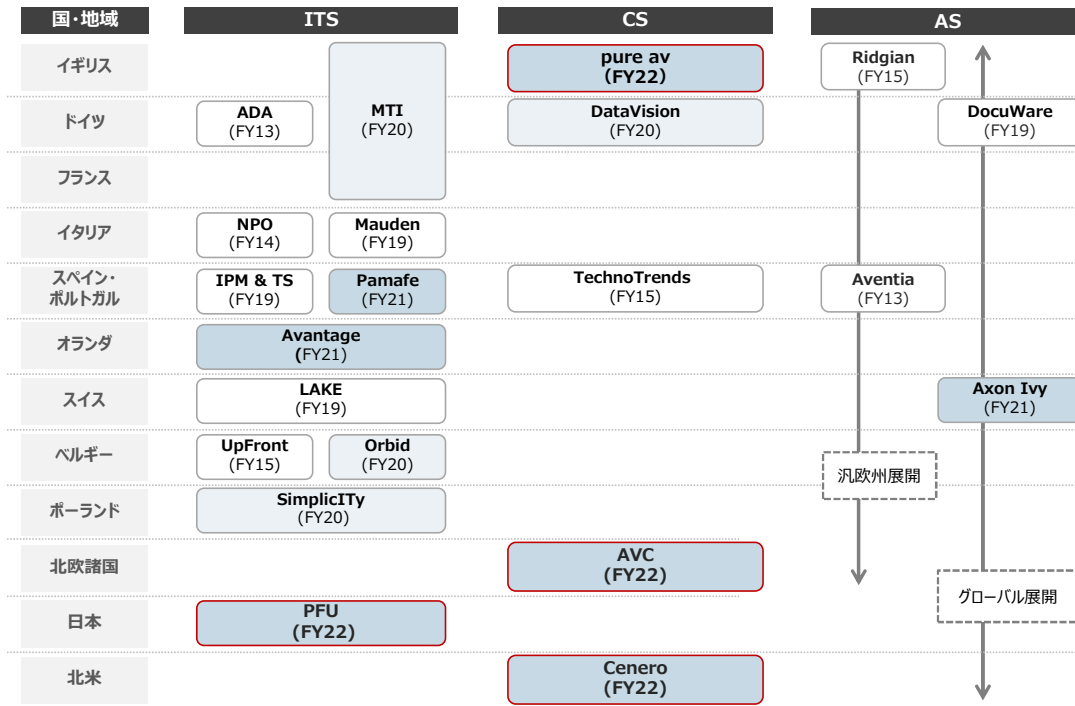 国・地域
ITS
CS
AS
イギリス
MTI
(FY20)
pure av
(FY22)
Ridgian
(FY15)
ドイツ
ADA
(FY13)
DataVision
(FY20)
DocuWare
(FY19)
フランス
イタリア
NPO
(FY14)
Mauden
(FY19)
スペイン・
ポルトガル
IPM & TS
(FY19)
Pamafe
(FY21)
TechnoTrends
(FY15)
Aventia
(FY13)
オランダ
Avantage
(FY21)
スイス
LAKE
(FY19)
Axon Ivy
(FY21)
ベルギー
UpFront
(FY15)
Orbid
(FY20)
汎欧州展開
ポーランド
SimplicITy
(FY20)
北欧諸国
AVC
(FY22)
グローバル展開
日本
PFU
(FY22)
北米
Cenero
(FY22)